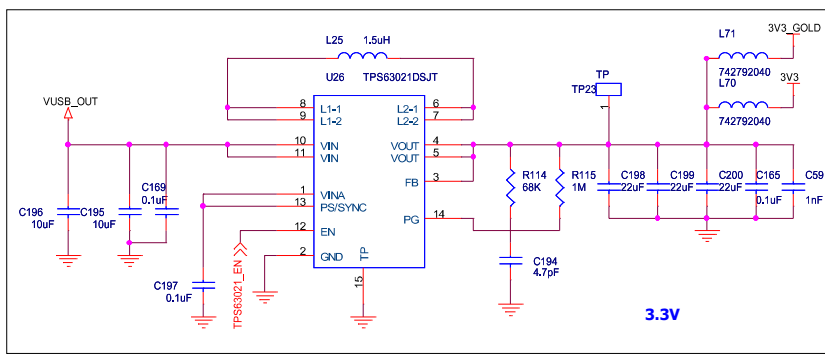 L71
3V3_GOLD
L25
1.5uH
742792040
U26
TPS63021DSJT
L70
3V3
VUSB_OUT
TP
TP23
742792040
8
L1-1
L2-1
6
9
L1-2
L2-2
7
1
10
VIN
VOUT
4
11
VIN
VOUT
5
FB
3
R114
68K
R115
1M
C198
22uF
C199
22uF
C200
22uF
C165
0.1uF
C59
1nF
C169
0.1uF
1
VINA
13
PS/SYNC
C196
10uF
C195
10uF
PG
14
12
EN
2
GND
TP
15
C194
4.7pF
TPS63021_EN
C197
0.1uF
3.3V